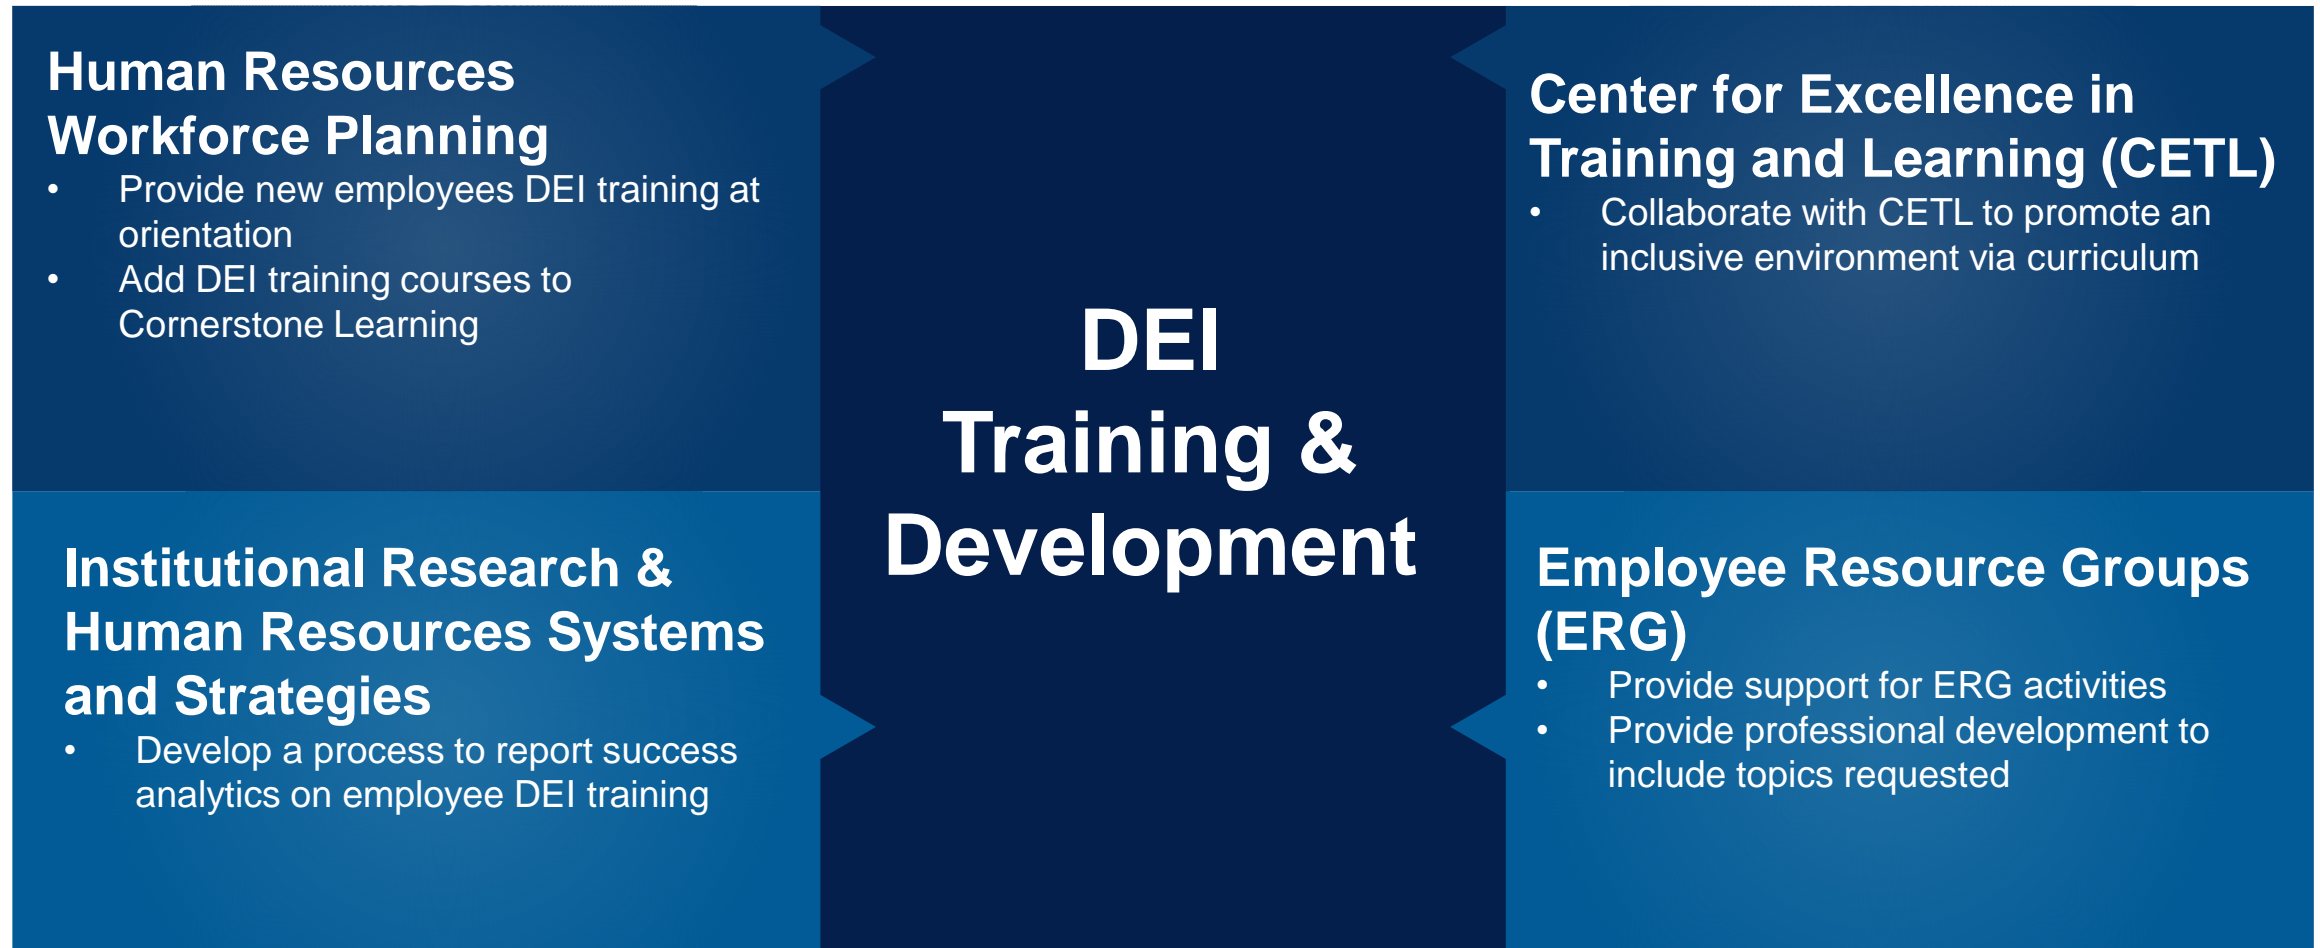 Human Resources
Workforce Planning
• Provide new employees DEI training at
orientation
• Add DEI training courses to
Cornerstone Learning
Institutional Research &
Human Resources Systems
and Strategies
• Develop a process to report success
analytics on employee DEI training
DEI
Training &
Development
Center for Excellence in
Training and Learning (CETL)
• Collaborate with CETL to promote an
inclusive environment via curriculum
Employee Resource Groups
(ERG)
• Provide support for ERG activities
• Provide professional development to
include topics requested